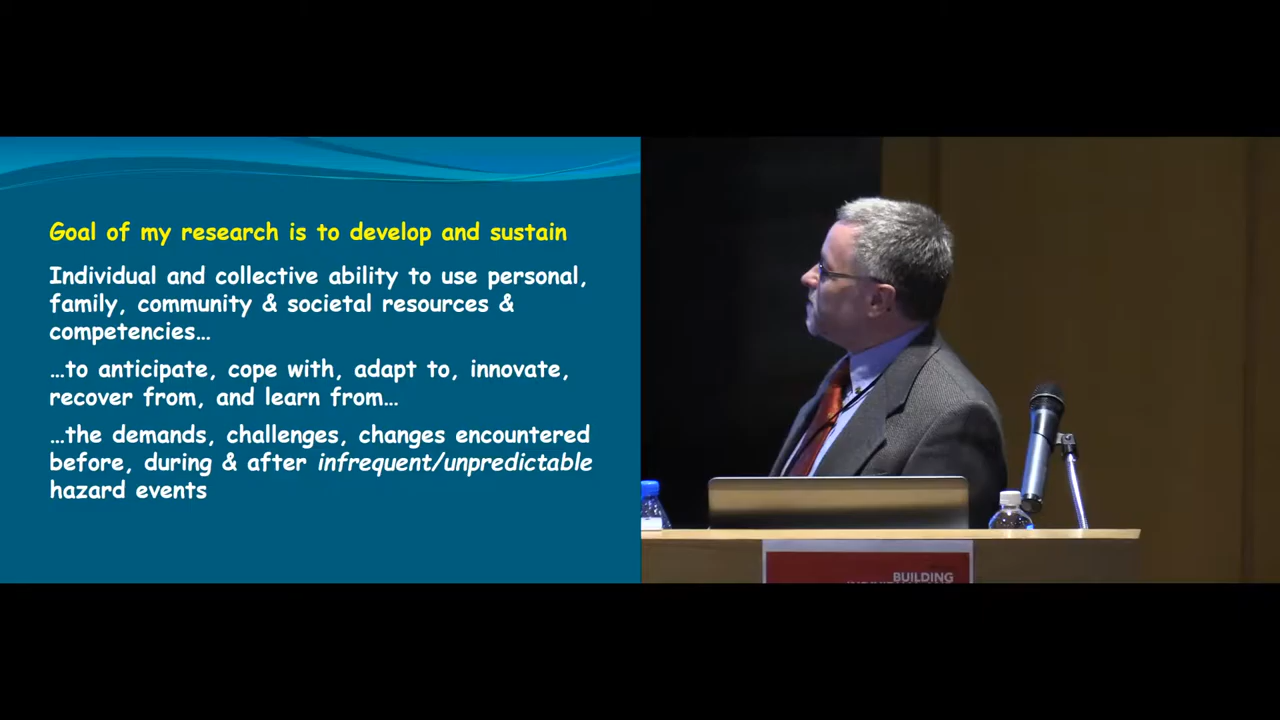 Goal of my research is to develop and sustain
Individual and collective ability to use personal,
family, community & societal resources &
competencies…
…to anticipate, cope with, adapt to, innovate,
recover from, and learn from…
…the demands, challenges, changes encountered
before, during & after infrequent/unpredictable
hazard events
BUILDING